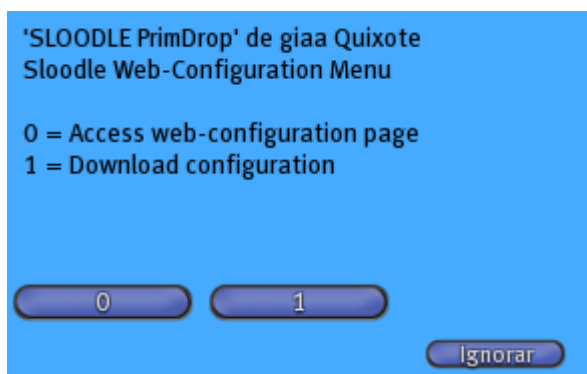 'SLOODLE PrimDrop' de giaa Quixote
Sloodle Web-Configuration Menu
0 = Access web-configuration page
1 = Download configuration
0 1
Ignorar